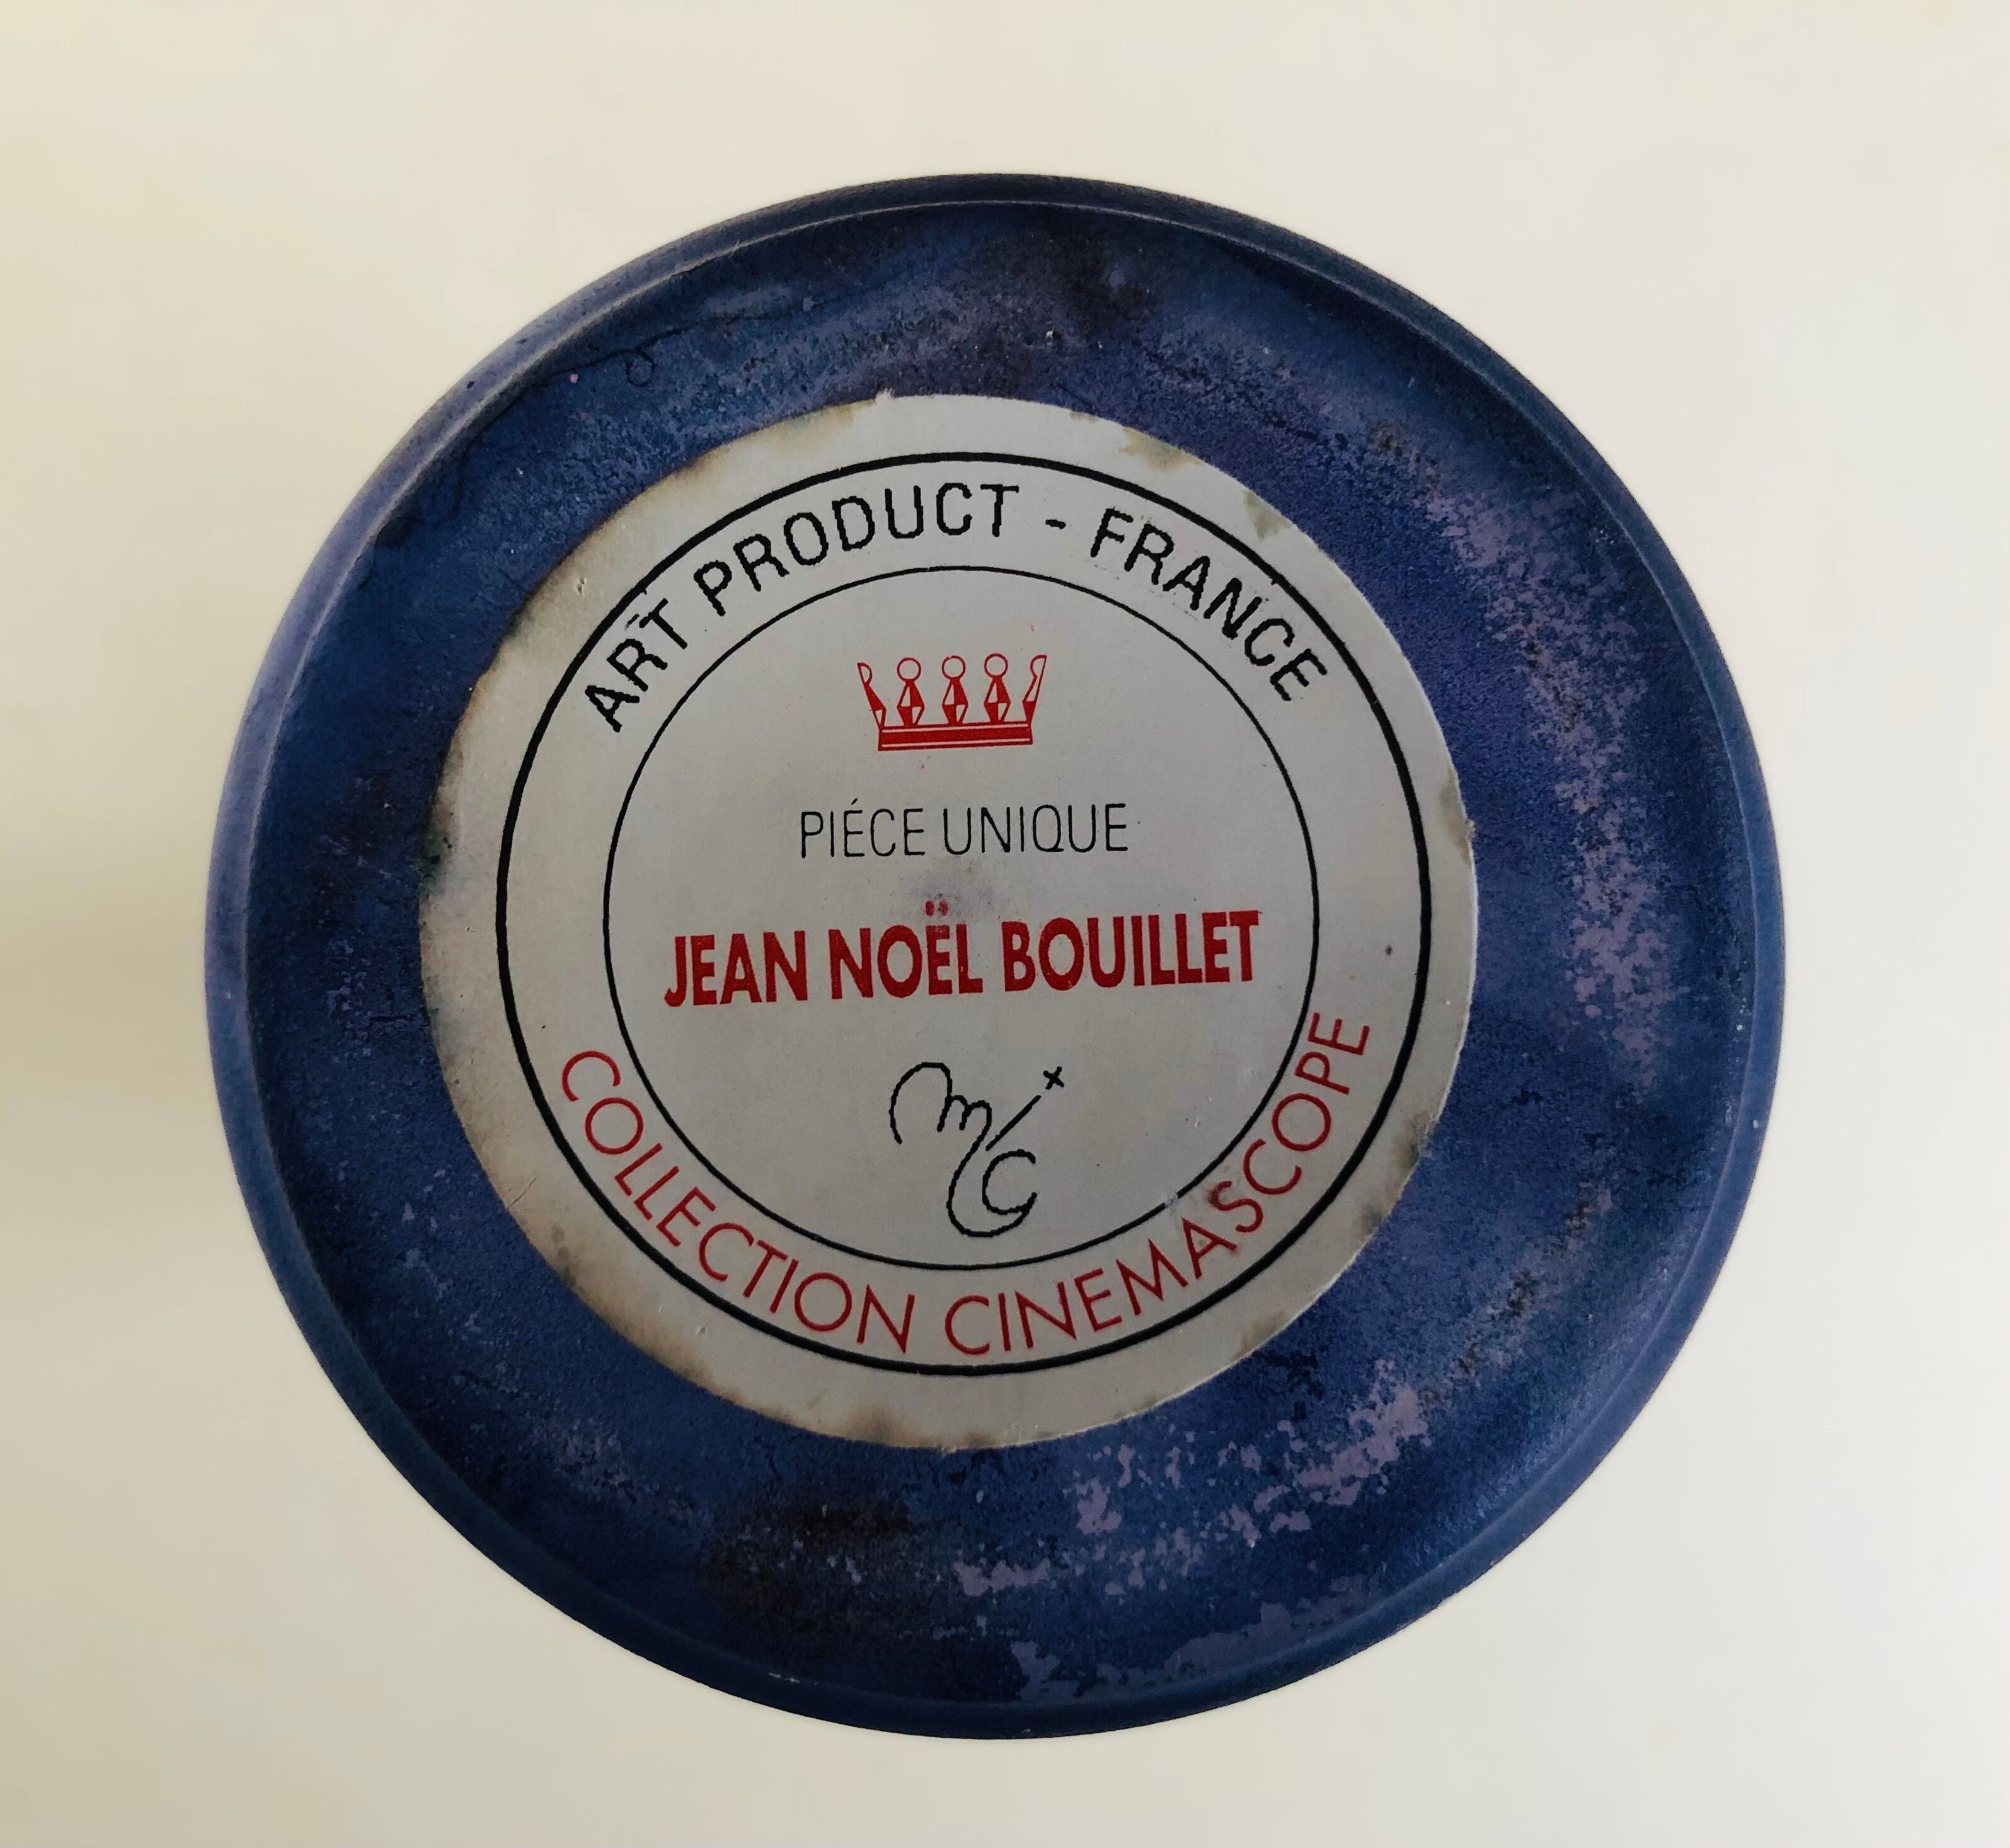 ART PRODUCT - FRANCE
PIÉCE UNIQUE
JEAN NOËL BOUILLET
COLLECTION CINEMASCOPE